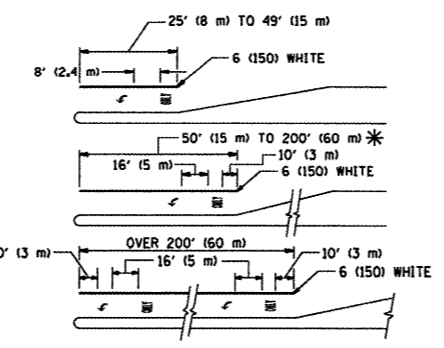 25' (8 m) TO 49' (15 m)
8' (2.4 m)
6 (150) WHITE
50' (15 m) TO 200' (60 m) *
16' (5 m)
10' (3 m)
6 (150) WHITE
OVER 200' (60 m)
0' (3 m)
16' (5 m)
10' (3 m)
6 (150) WHITE